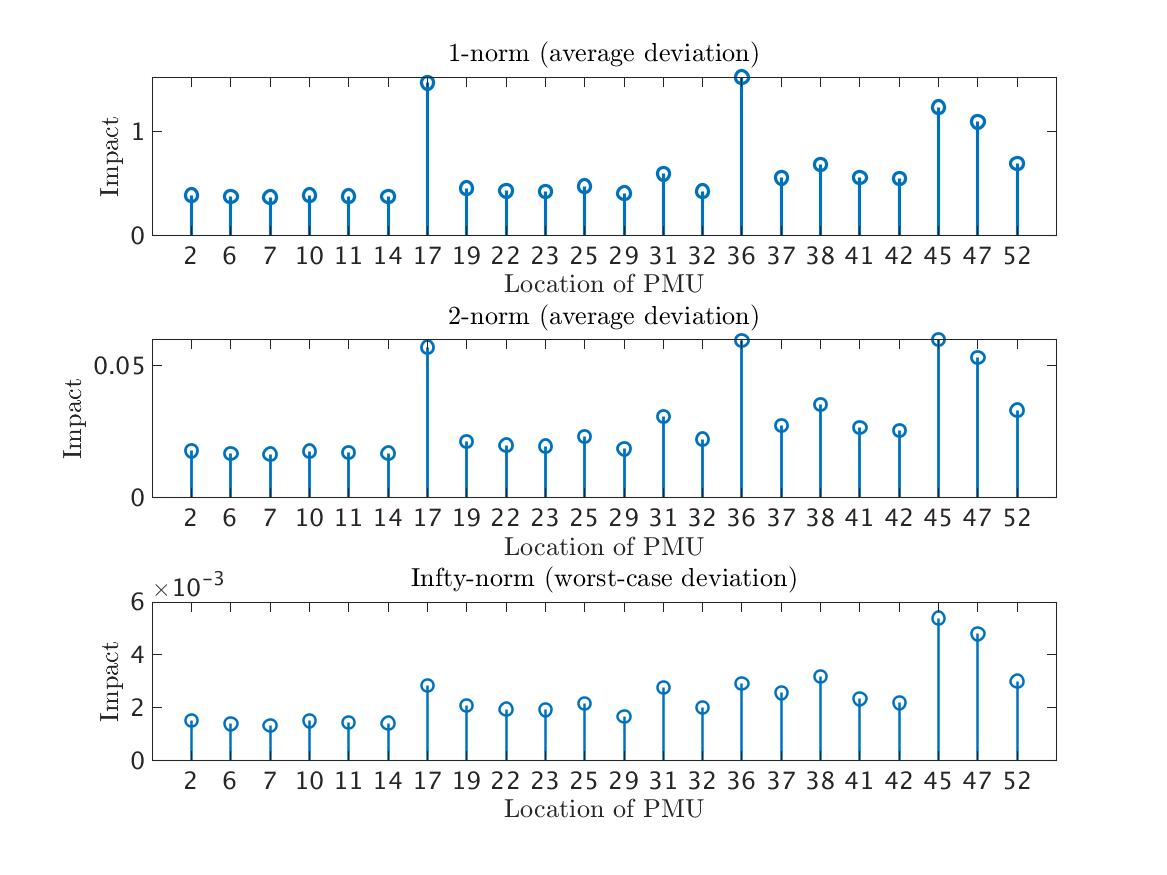 1-norm (average deviation)
Impact
1
0
2 6 7 10 11 14 17 19 22 23 25 29 31 32 36 37 38 41 42 45 47 52
Location of PMU
2-norm (average deviation)
Impact
0.05
0
2 6 7 10 11 14 17 19 22 23 25 29 31 32 36 37 38 41 42 45 47 52
Location of PMU
Infty-norm (worst-case deviation)
×10⁻³
Impact
6
4
2
0
2 6 7 10 11 14 17 19 22 23 25 29 31 32 36 37 38 41 42 45 47 52
Location of PMU